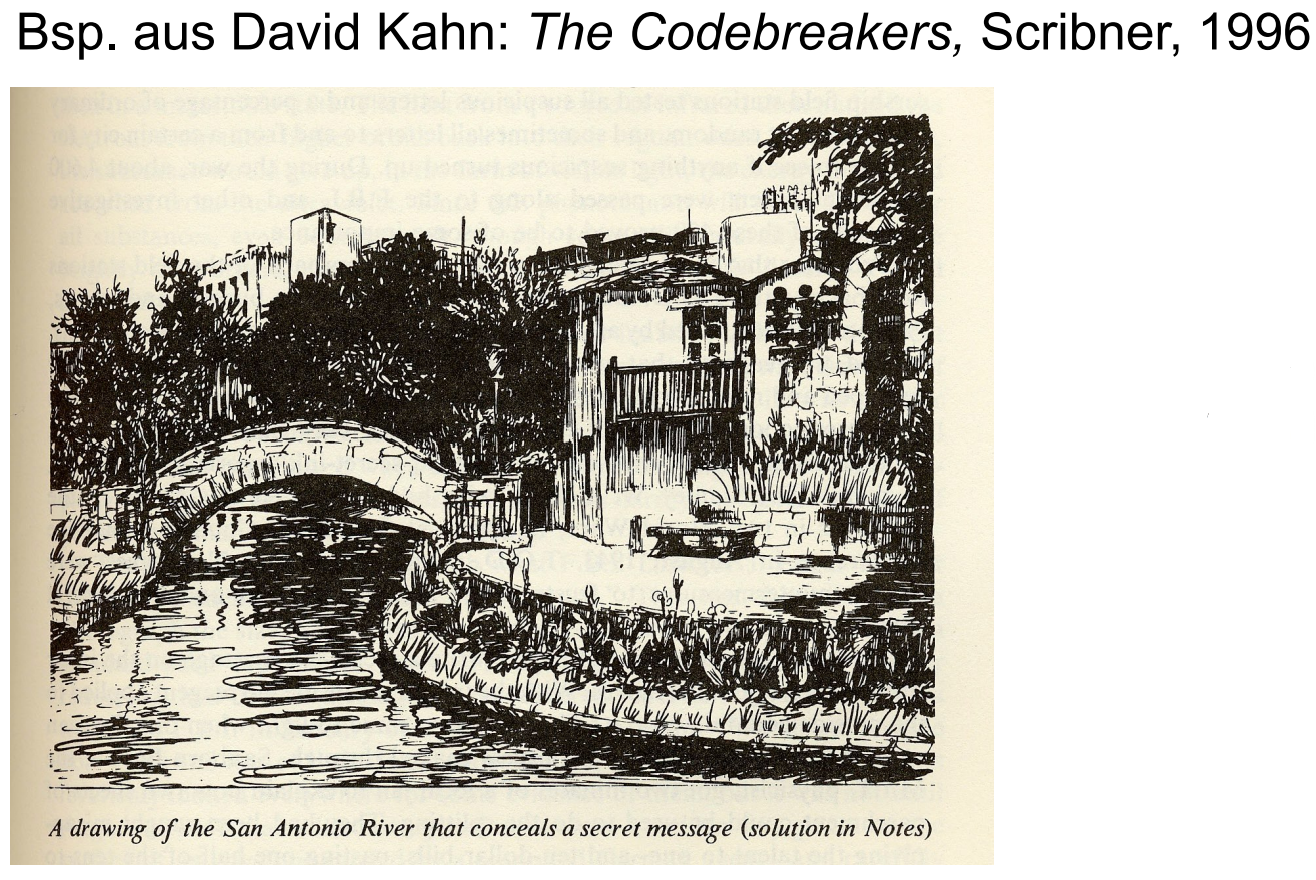 Bsp. aus David Kahn: The Codebreakers, Scribner, 1996
A drawing of the San Antonio River that conceals a secret message (solution in Notes)